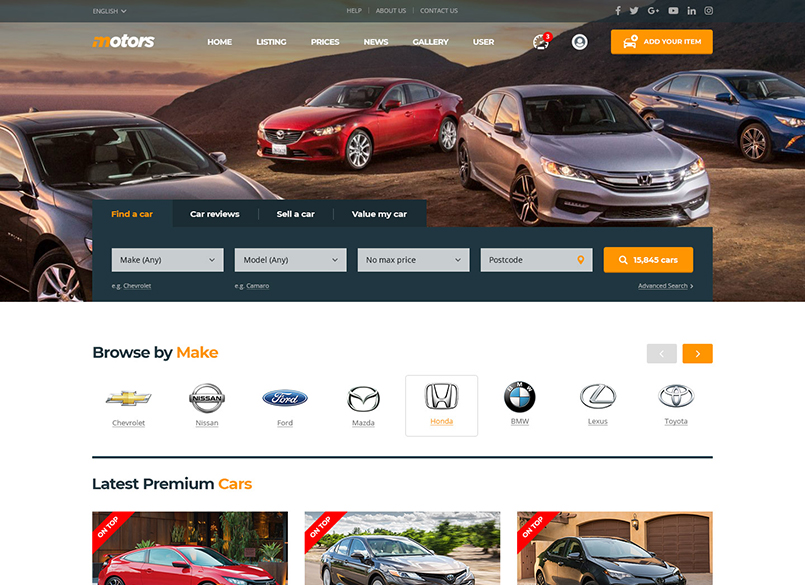 ENGLISH
HELP ABOUT US CONTACT US
motors
HOME LISTING PRICES NEWS GALLERY USER
3
ADD YOUR ITEM
Find a car Car reviews Sell a car Value my car
Make (Any) Model (Any) No max price Postcode 15,845 cars
e.g. Chevrolet e.g. Camaro Advanced Search
Browse by Make
NISSAN Ford BMW
Chevrolet Nissan Ford Mazda Honda BMW Lexus Toyota
Latest Premium Cars
ON TOP ON TOP ON TOP